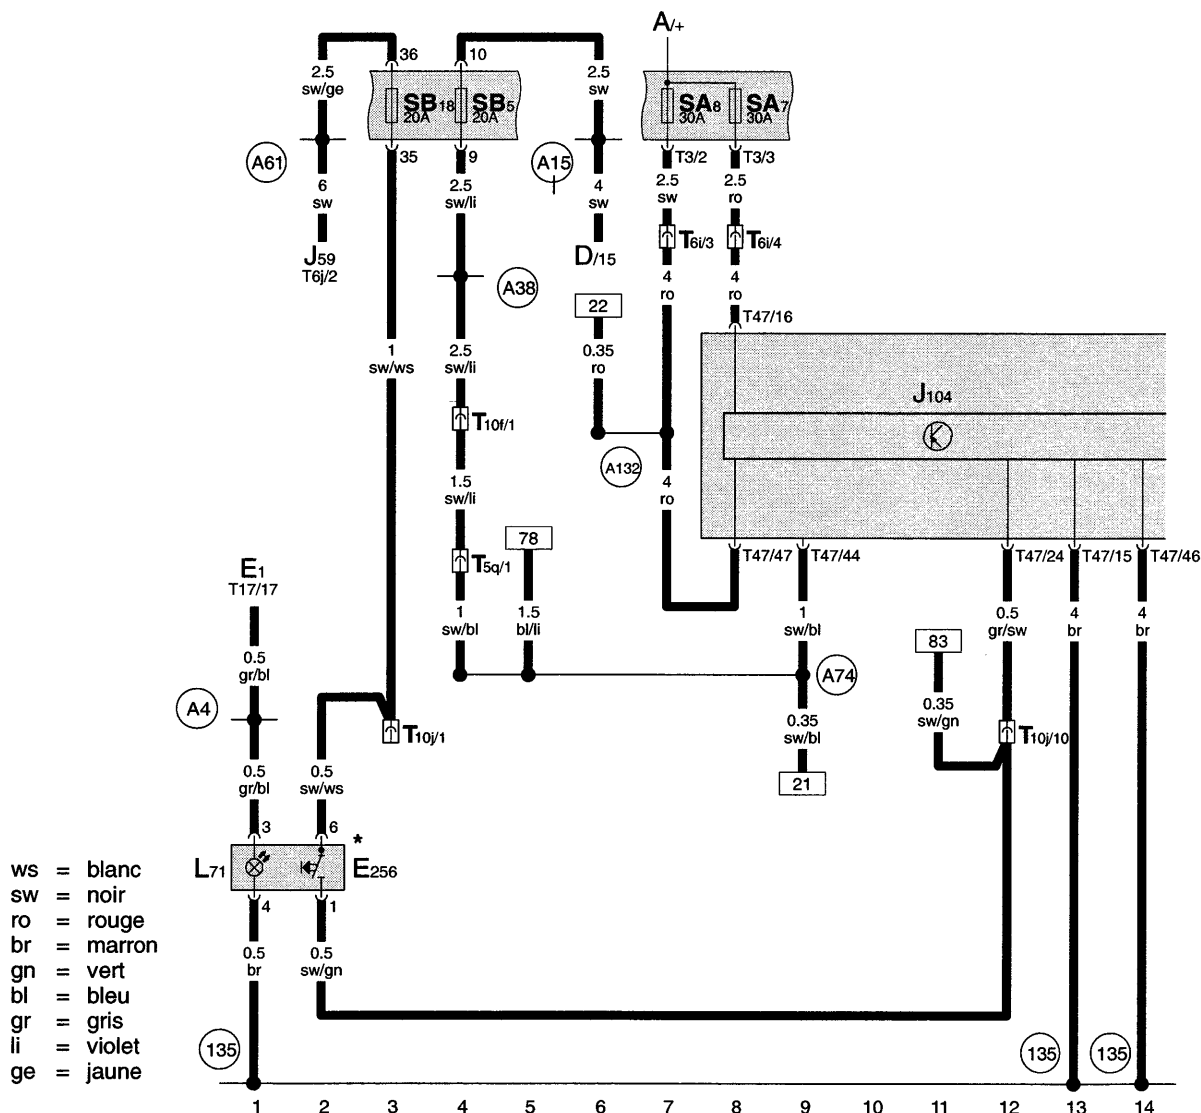 A/+
36
10
2.5
sw/ge
SB18
20A
SB5
20A
2.5
sw
SA8
30A
SA7
30A
A61
35
9
A15
T3/2
T3/3
6
sw
2.5
sw/li
4
sw
2.5
sw
2.5
ro
J59
T6j/2
D/15
T6i/3
T6i/4
A38
22
4
ro
4
ro
T47/16
1
sw/ws
2.5
sw/li
0.35
ro
J104
T10f/1
A132
1.5
sw/li
4
ro
78
T5q/1
T47/47
T47/44
T47/24
T47/15
T47/46
E1
T17/17
1
sw/bl
1.5
bl/li
1
sw/bl
0.5
gr/sw
4
br
4
br
83
0.5
gr/bl
A74
A4
T10j/1
0.35
sw/bl
0.35
sw/gn
T10j/10
0.5
gr/bl
0.5
sw/ws
21
3
6
*
L71
E256
4
1
0.5
br
0.5
sw/gn
ws = blanc
sw = noir
ro = rouge
br = marron
gn = vert
bl = bleu
gr = gris
li = violet
ge = jaune
135
135
135
1 2 3 4 5 6 7 8 9 10 11 12 13 14